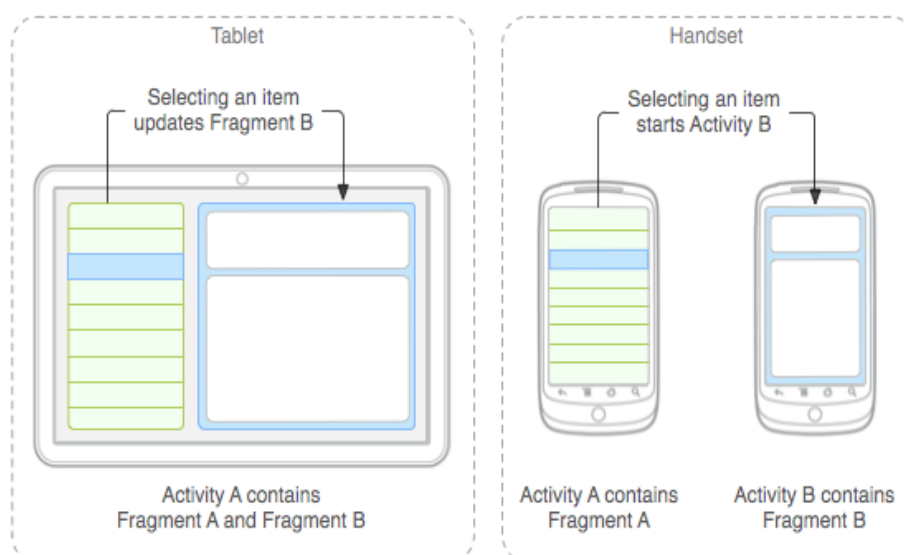 Tablet
Selecting an item
updates Fragment B
Activity A contains
Fragment A and Fragment B
Handset
Selecting an item
starts Activity B
Activity A contains
Fragment A
Activity B contains
Fragment B